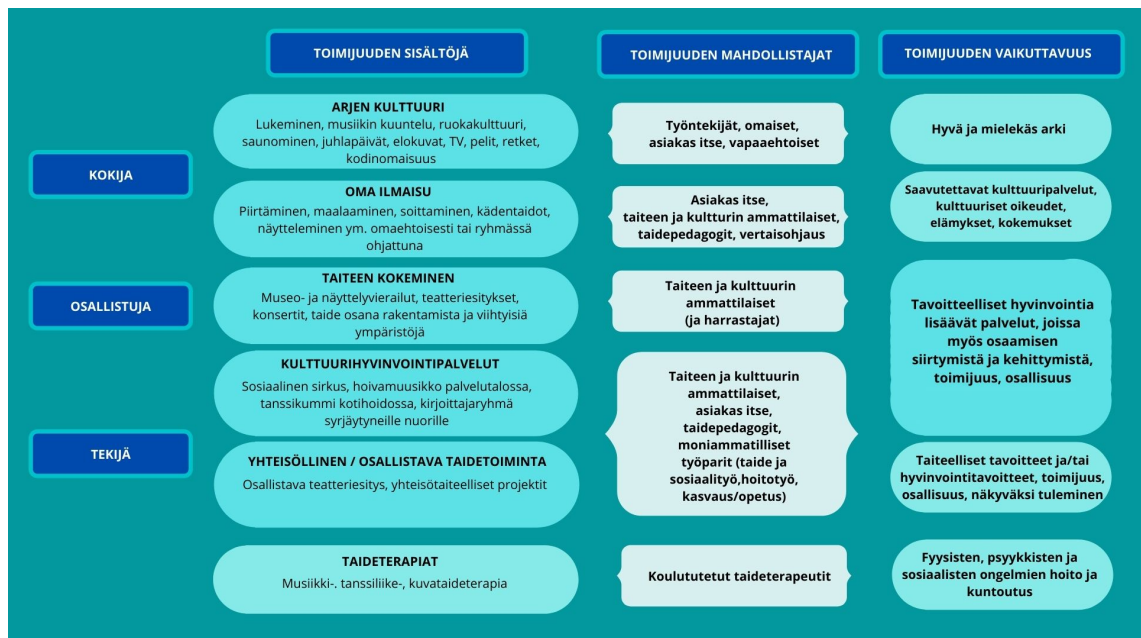 TOIMIJUUDEN SISÄLTÖJÄ
TOIMIJUUDEN MAHDOLLISTAJAT
TOIMIJUUDEN VAIKUTTAVUUS
KOKIJA
OSALLISTUJA
TEKIJÄ
ARJEN KULTTUURI
Lukeminen, musiikin kuuntelu, ruokakulttuuri,
saunominen, juhlapäivät, elokuvat, TV, pelit, retket,
kodinomaisuus
Työntekijät, omaiset,
asiakas itse, vapaaehtoiset
Hyvä ja mielekäs arki
OMA ILMAISU
Piirtäminen, maalaaminen, soittaminen, kädentaidot,
näytteleminen ym. omaehtoisesti tai ryhmässä
ohjattuna
Asiakas itse,
taiteen ja kultturin ammattilaiset,
taidepedagogit, vertaisohjaus
Saavutettavat kulttuuripalvelut,
kulttuuriset oikeudet,
elämykset, kokemukset
TAITEEN KOKEMINEN
Museo- ja näyttelyvierailut, teatteriesitykset,
konsertit, taide osana rakentamista ja viihtyisiä
ympäristöjä
Taiteen ja kulttuurin
ammattilaiset
(ja harrastajat)
Tavoitteelliset hyvinvointia
lisäävät palvelut, joissa
myös osaamisen
siirtymistä ja kehittymistä,
toimijuus, osallisuus
KULTTUURIHYVINVOINTIPALVELUT
Sosiaalinen sirkus, hoivamuusikko palvelutalossa,
tanssikummi kotihoidossa, kirjoittajaryhmä
syrjäytyneille nuorille
Taiteen ja kulttuurin
ammattilaiset,
asiakas itse,
taidepedagogit,
moniammatilliset
työparit (taide ja
sosiaalityö,hoitotyö,
kasvaus/opetus)
YHTEISÖLLINEN / OSALLISTAVA TAIDETOIMINTA
Osallistava teatteriesitys, yhteisötaiteelliset projektit
Taiteelliset tavoitteet ja/tai
hyvinvointitavoitteet, toimijuus,
osallisuus, näkyväksi tuleminen
TAIDETERAPIAT
Musiikki-. tanssiliike-, kuvataideterapia
Koulututetut taideterapeutit
Fyysisten, psyykkisten ja
sosiaalisten ongelmien hoito ja
kuntoutus